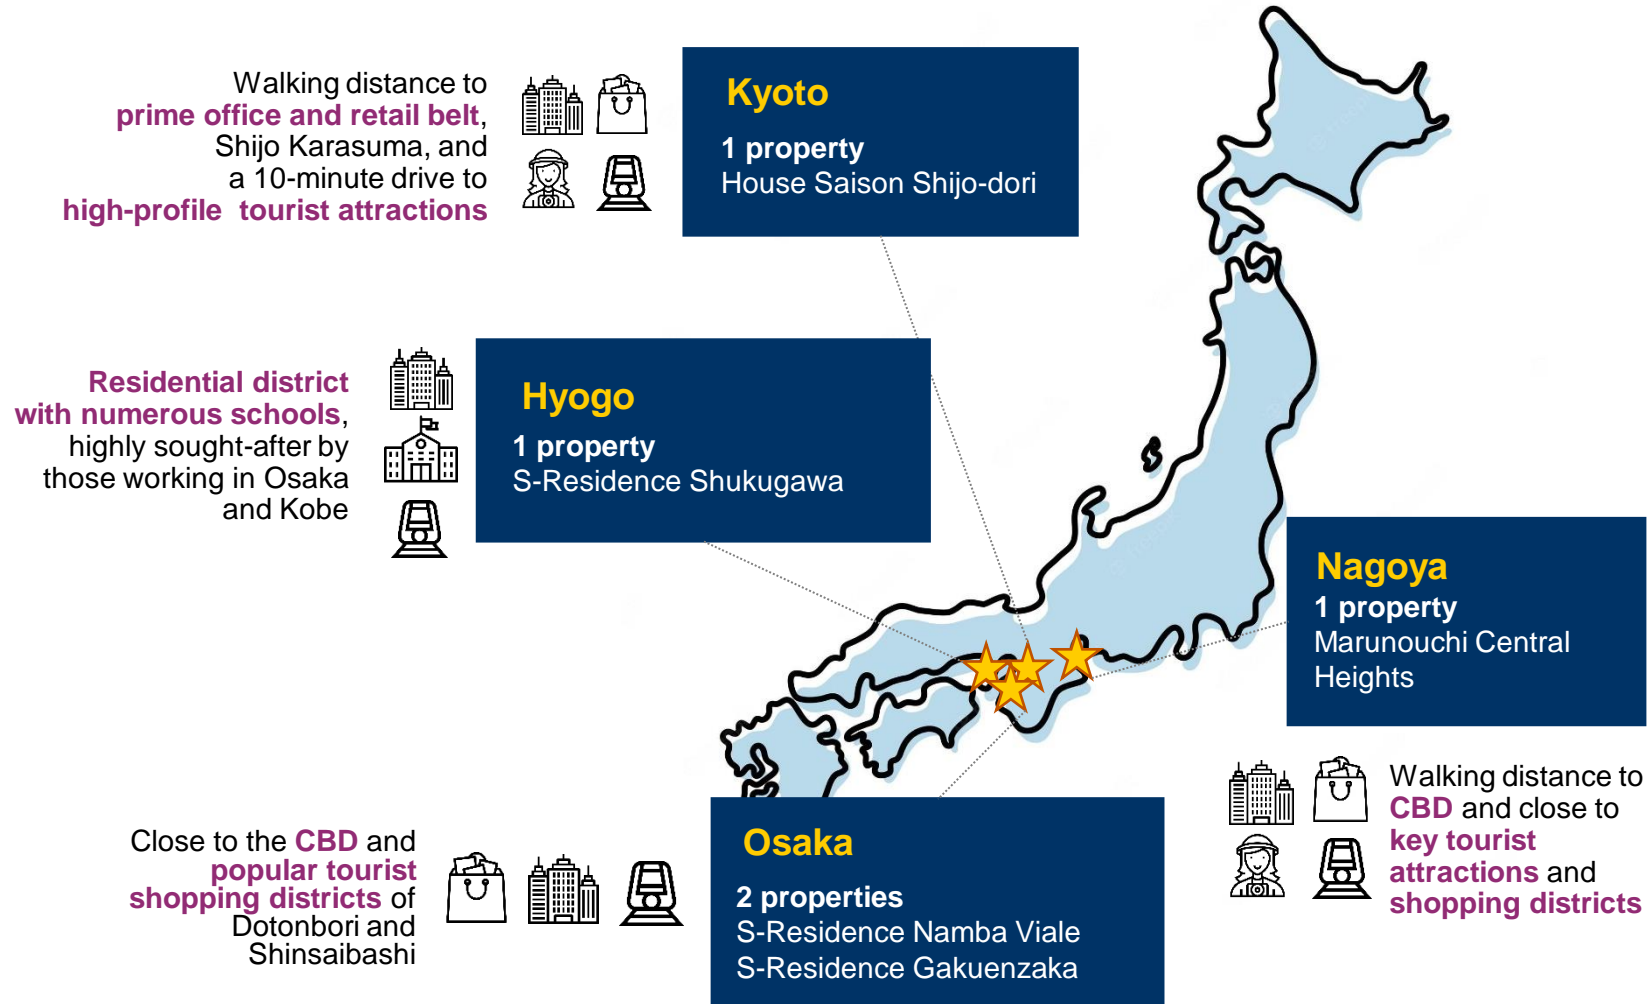 Walking distance to
prime office and retail belt,
Shijo Karasuma, and
a 10-minute drive to
high-profile tourist attractions
Kyoto
1 property
House Saison Shijo-dori
Residential district
with numerous schools,
highly sought-after by
those working in Osaka
and Kobe
Hyogo
1 property
S-Residence Shukugawa
Nagoya
1 property
Marunouchi Central
Heights
Walking distance to
CBD and close to
key tourist
attractions and
shopping districts
Close to the CBD and
popular tourist
shopping districts of
Dotonbori and
Shinsaibashi
Osaka
2 properties
S-Residence Namba Viale
S-Residence Gakuenzaka